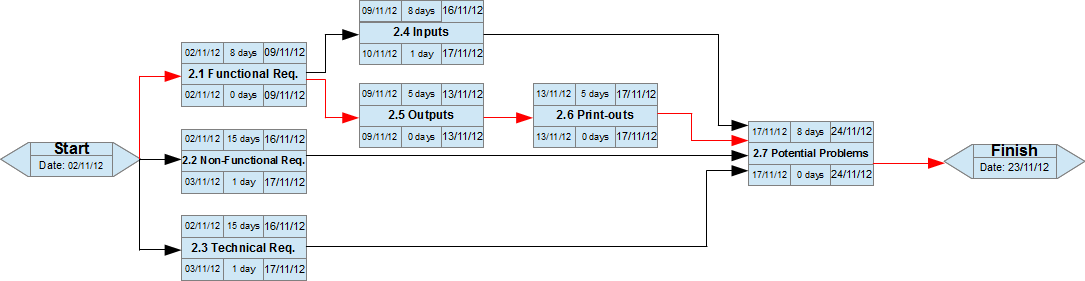 Start
Date: 02/11/12
02/11/12 8 days 09/11/12
2.1 Functional Req.
02/11/12 0 days 09/11/12
02/11/12 15 days 16/11/12
2.2 Non-Functional Req.
03/11/12 1 day 17/11/12
02/11/12 15 days 16/11/12
2.3 Technical Req.
03/11/12 1 day 17/11/12
09/11/12 8 days 16/11/12
2.4 Inputs
10/11/12 1 day 17/11/12
09/11/12 5 days 13/11/12
2.5 Outputs
09/11/12 0 days 13/11/12
13/11/12 5 days 17/11/12
2.6 Print-outs
13/11/12 0 days 17/11/12
17/11/12 8 days 24/11/12
2.7 Potential Problems
17/11/12 0 days 24/11/12
Finish
Date: 23/11/12